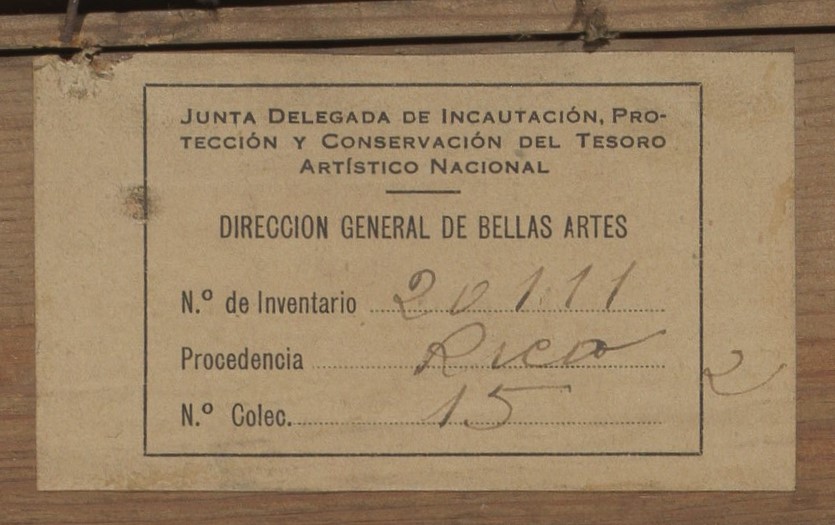 JUNTA DELEGADA DE INCAUTACIÓN, PRO-
TECCIÓN Y CONSERVACIÓN DEL TESORO
ARTÍSTICO NACIONAL
DIRECCION GENERAL DE BELLAS ARTES
N.º de Inventario 20111
Procedencia Rico
N.º Colec. 15
2